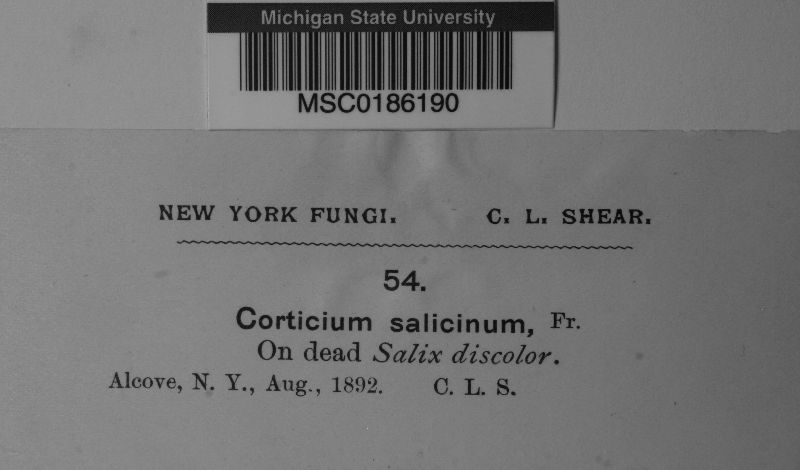 Michigan State University
MSC0186190
NEW YORK FUNGI. C. L. SHEAR.
54.
Corticium salicinum, Fr.
On dead Salix discolor.
Alcove, N. Y., Aug., 1892. C. L. S.